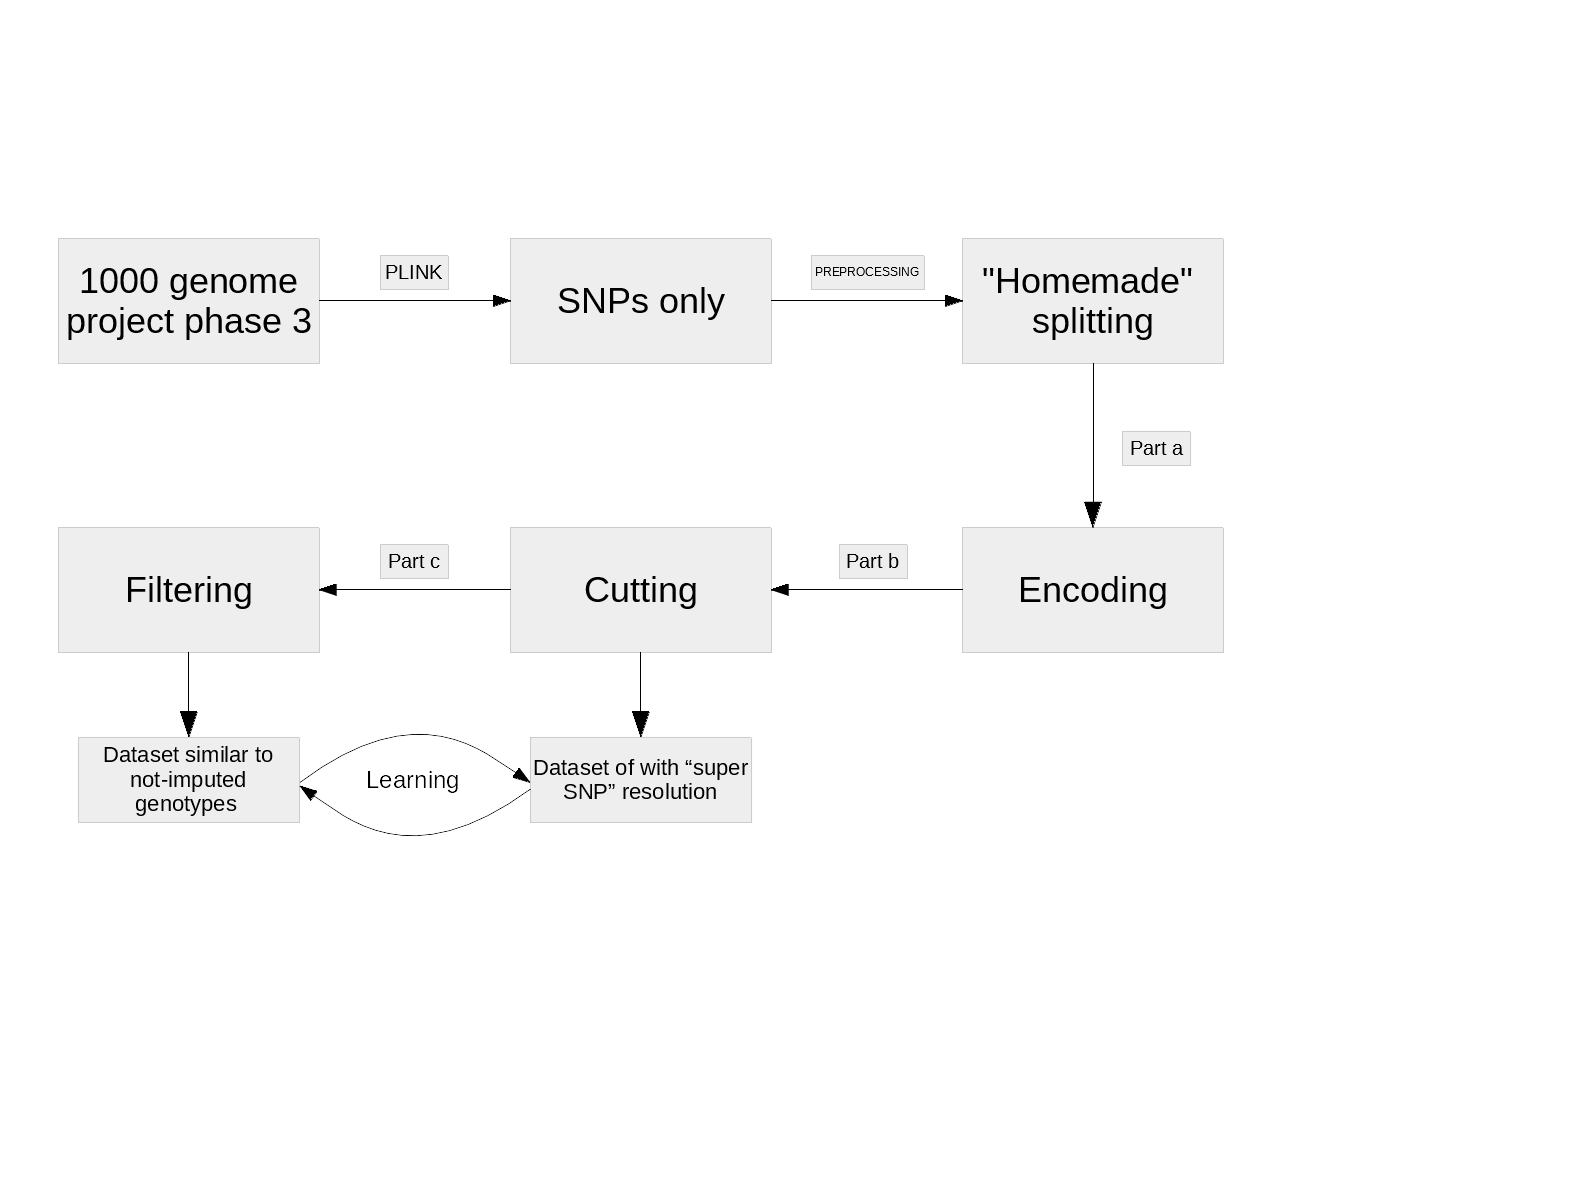 1000 genome
project phase 3
PLINK
SNPs only
PREPROCESSING
"Homemade"
splitting
Part a
Filtering
Part c
Cutting
Part b
Encoding
Dataset similar to
not-imputed
genotypes
Learning
Dataset of with “super
SNP” resolution